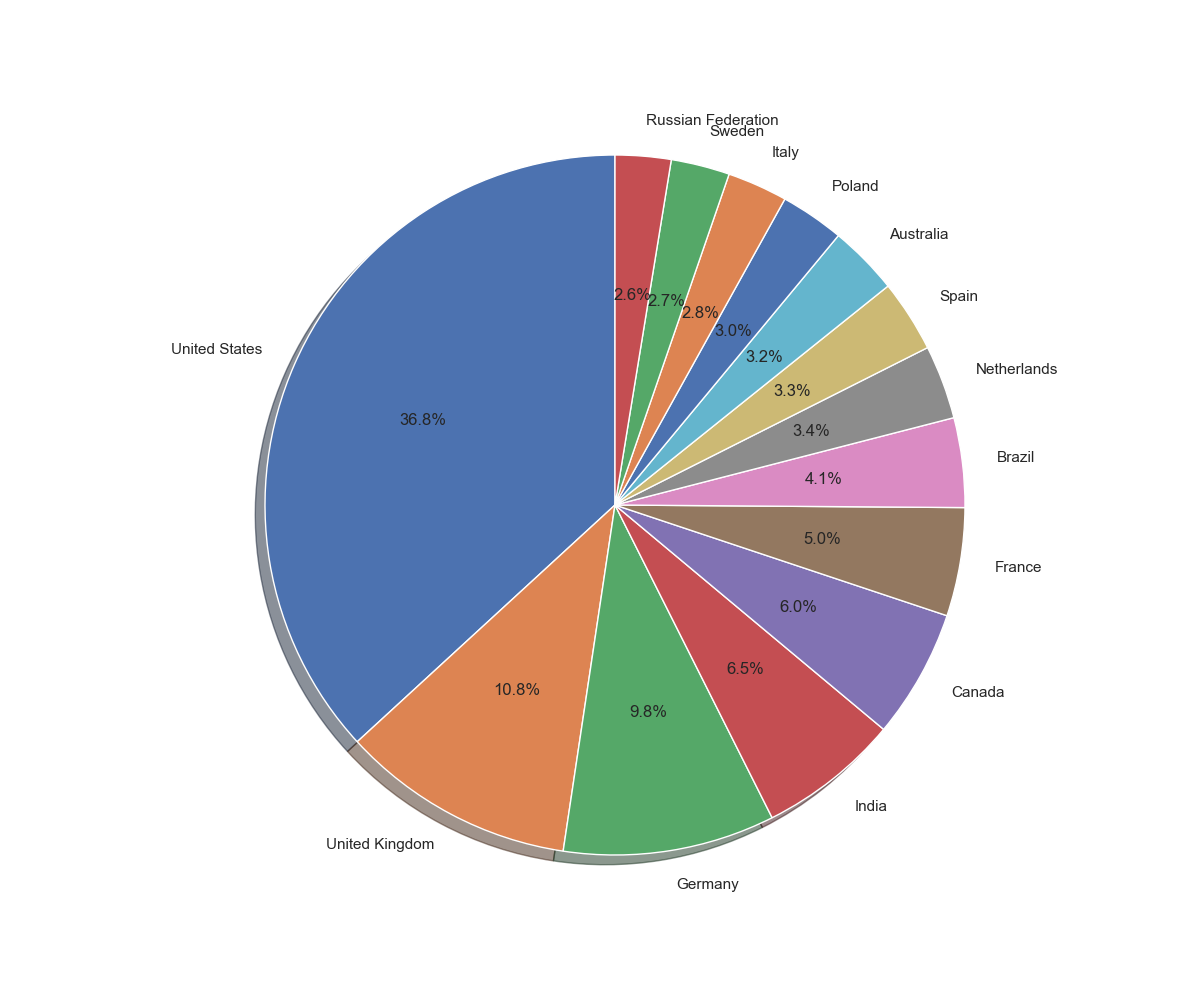 Russian Federation
Sweden
Italy
Poland
Australia
Spain
Netherlands
Brazil
France
Canada
India
Germany
United Kingdom
United States
2.6%
2.7%
2.8%
3.0%
3.2%
3.3%
3.4%
4.1%
5.0%
6.0%
6.5%
9.8%
10.8%
36.8%